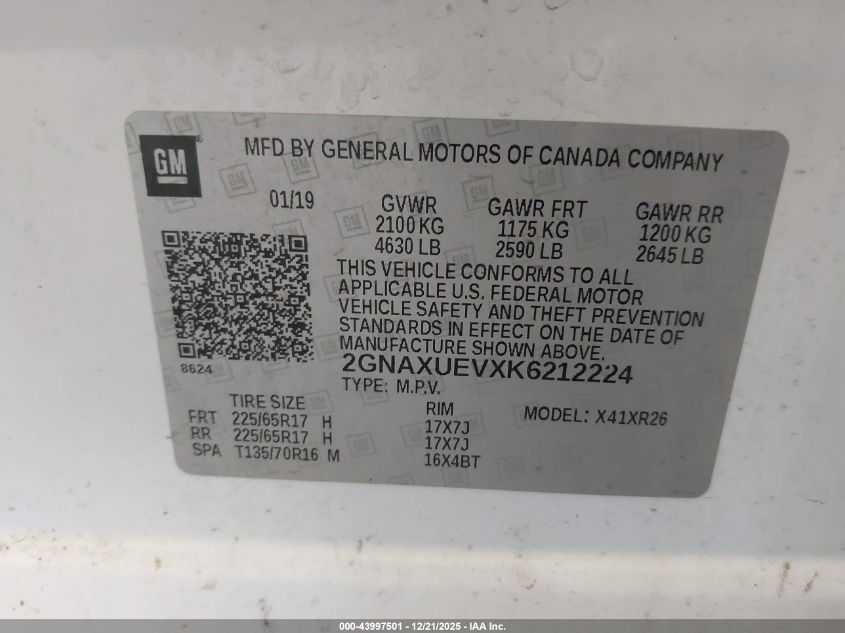 GM
MFD BY GENERAL MOTORS OF CANADA COMPANY
01/19
GVWR GAWR FRT GAWR RR
2100 KG 1175 KG 1200 KG
4630 LB 2590 LB 2645 LB
THIS VEHICLE CONFORMS TO ALL
APPLICABLE U.S. FEDERAL MOTOR
VEHICLE SAFETY AND THEFT PREVENTION
STANDARDS IN EFFECT ON THE DATE OF
MANUFACTURE SHOWN ABOVE.
8624
2GNAXUEVXK6212224
TYPE: M.P.V.
TIRE SIZE RIM MODEL: X41XR26
FRT 225/65R17 H 17X7J
RR 225/65R17 H 17X7J
SPA T135/70R16 M 16X4BT
000-43997501 - 12/21/2025 - IAA Inc.